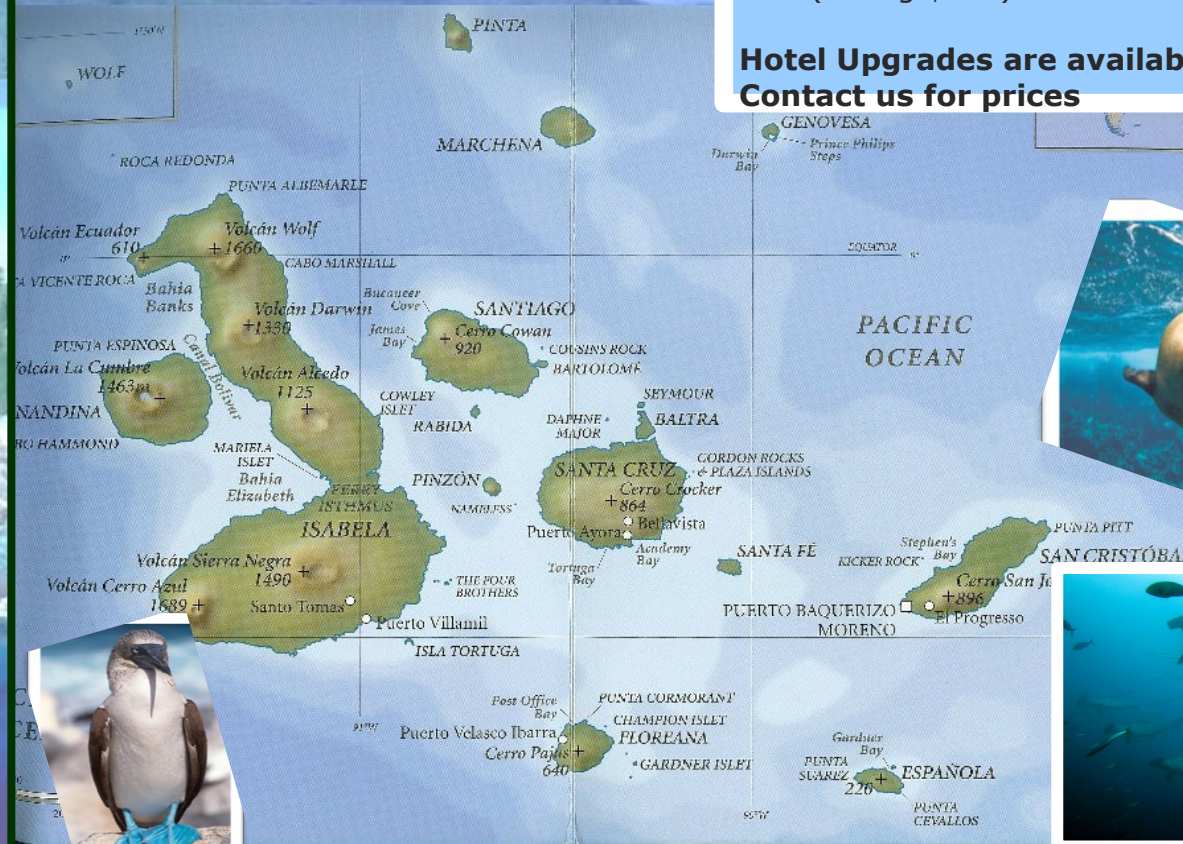 Hotel Upgrades are availab
Contact us for prices
1°30'N
WOLF
PINTA
MARCHENA
GENOVESA
Darwin
Bay
Prince Philips
Steps
ROCA REDONDA
PUNTA ALBEMARLE
Volcán Ecuador
610
Volcán Wolf
1660
0°
EQUATOR
0°
A VICENTE ROCA
CABO MARSHALL
Bahia
Banks
Volcán Darwin
1330
Bucaneer
Cove
SANTIAGO
James
Bay
Cerro Cowan
920
COUSINS ROCK
BARTOLOMÉ
PACIFIC
OCEAN
PUNTA ESPINOSA
Canal Bolivar
Volcán La Cumbre
1463m
Volcán Alcedo
1125
NANDINA
BO HAMMOND
COWLEY
ISLET
RABIDA
SEYMOUR
DAPHNE
MAJOR
BALTRA
MARIELA
ISLET
Bahia
Elizabeth
PERRY
ISTHMUS
ISABELA
PINZÓN
NAMELESS
SANTA CRUZ
GORDON ROCKS
& PLAZA ISLANDS
Cerro Crocker
864
Bellavista
Puerto Ayora
Academy
Bay
Tortuga
Bay
SANTA FÉ
Stephen's
Bay
KICKER ROCK
PUNTA PITT
SAN CRISTÓBA
Cerro San Jo
896
PUERTO BAQUERIZO
MORENO
El Progresso
Volcán Sierra Negra
1490
Volcán Cerro Azul
1689
Santo Tomas
Puerto Villamil
THE FOUR
BROTHERS
ISLA TORTUGA
91°W
Post Office
Bay
PUNTA CORMORANT
CHAMPION ISLET
Puerto Velasco Ibarra
FLOREANA
Cerro Pajas
640
GARDNER ISLET
Gardner
Bay
PUNTA
SUAREZ
ESPAÑOLA
220
PUNTA
CEVALLOS